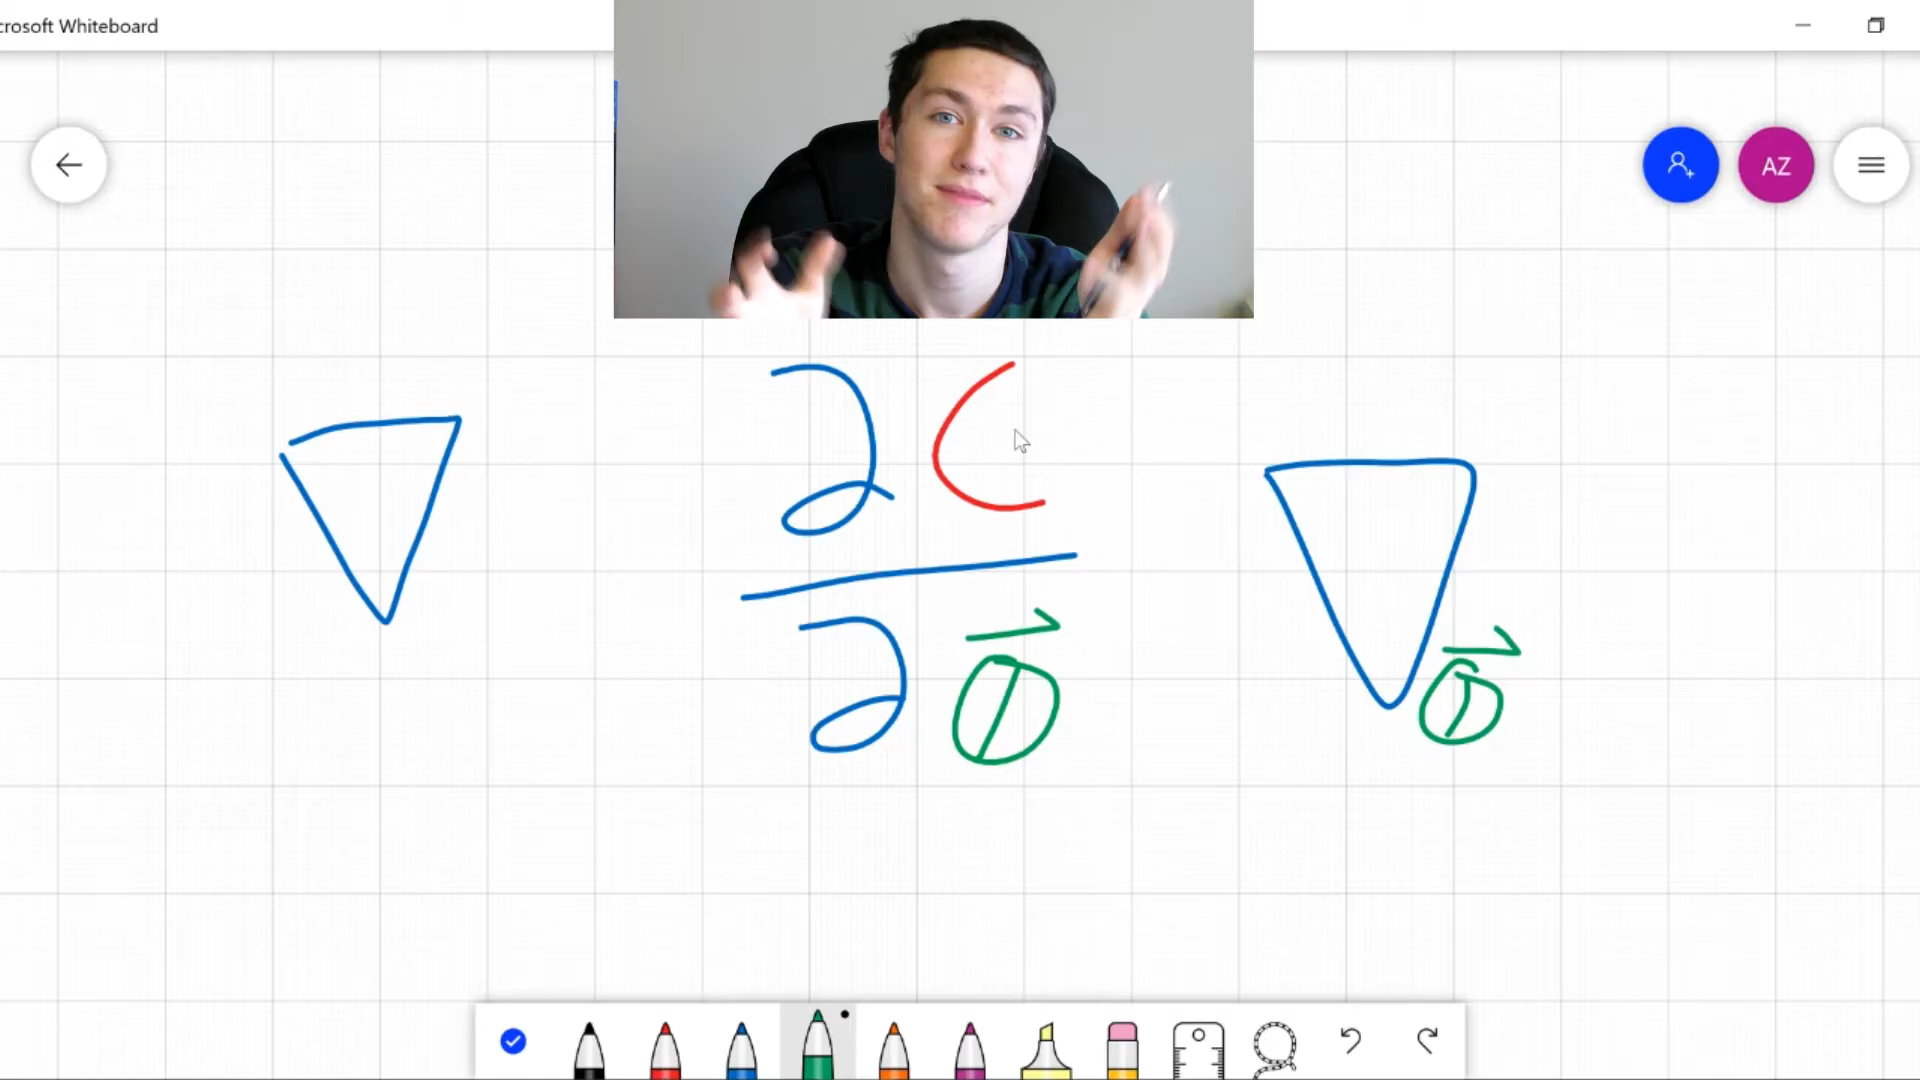 crosoft Whiteboard
AZ
∇ ∂C / ∂θ⃗ ∇θ⃗